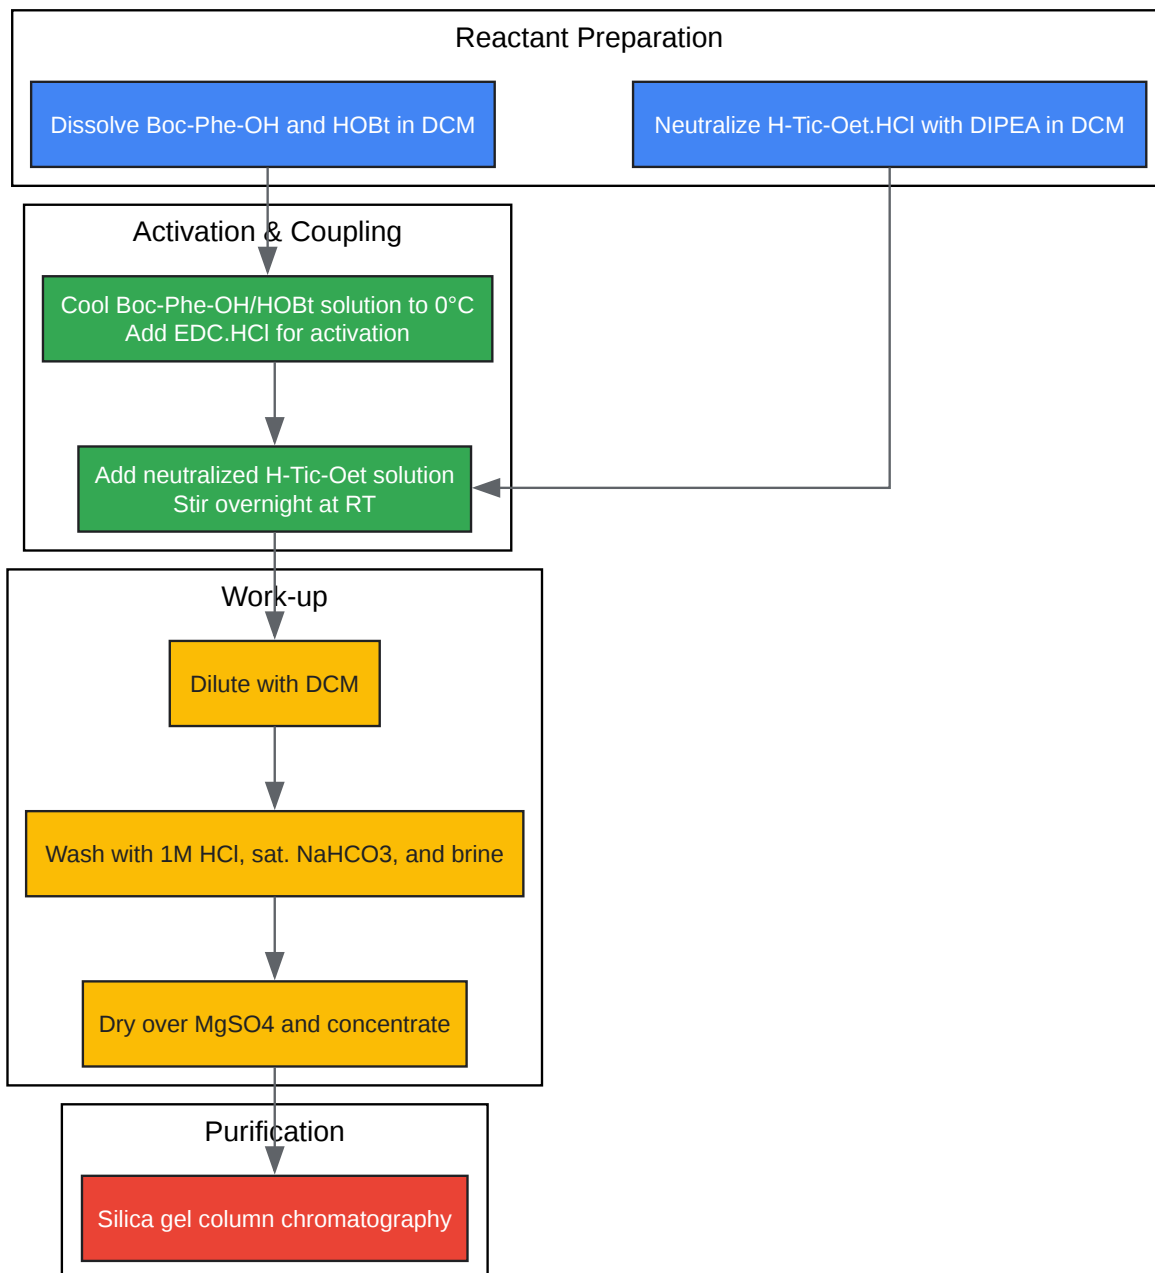 Reactant Preparation
Dissolve Boc-Phe-OH and HOBt in DCM
Neutralize H-Tic-Oet.HCl with DIPEA in DCM
Activation & Coupling
Cool Boc-Phe-OH/HOBt solution to 0°C
Add EDC.HCl for activation
Add neutralized H-Tic-Oet solution
Stir overnight at RT
Work-up
Dilute with DCM
Wash with 1M HCl, sat. NaHCO3, and brine
Dry over MgSO4 and concentrate
Purification
Silica gel column chromatography